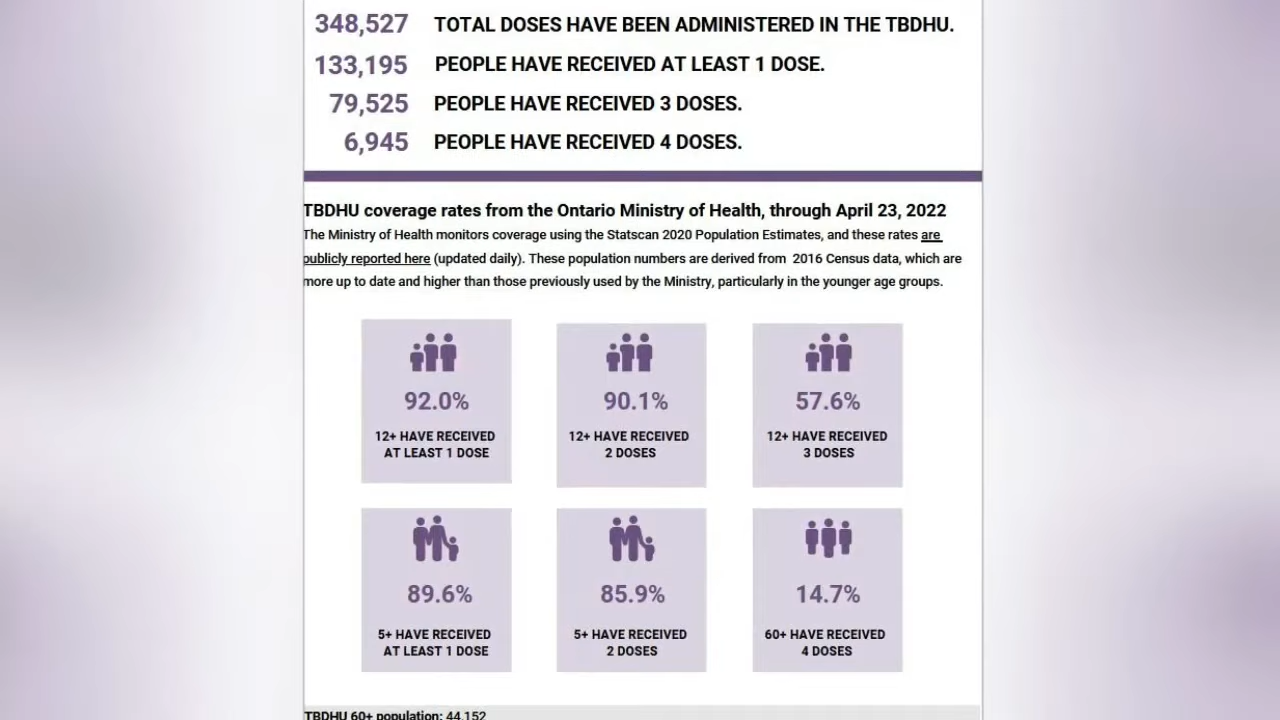 348,527 TOTAL DOSES HAVE BEEN ADMINISTERED IN THE TBDHU.
133,195 PEOPLE HAVE RECEIVED AT LEAST 1 DOSE.
79,525 PEOPLE HAVE RECEIVED 3 DOSES.
6,945 PEOPLE HAVE RECEIVED 4 DOSES.
TBDHU coverage rates from the Ontario Ministry of Health, through April 23, 2022
The Ministry of Health monitors coverage using the Statscan 2020 Population Estimates, and these rates are
publicly reported here (updated daily). These population numbers are derived from 2016 Census data, which are
more up to date and higher than those previously used by the Ministry, particularly in the younger age groups.
92.0%
12+ HAVE RECEIVED
AT LEAST 1 DOSE
90.1%
12+ HAVE RECEIVED
2 DOSES
57.6%
12+ HAVE RECEIVED
3 DOSES
89.6%
5+ HAVE RECEIVED
AT LEAST 1 DOSE
85.9%
5+ HAVE RECEIVED
2 DOSES
14.7%
60+ HAVE RECEIVED
4 DOSES
TBDHU 60+ population: 44,152